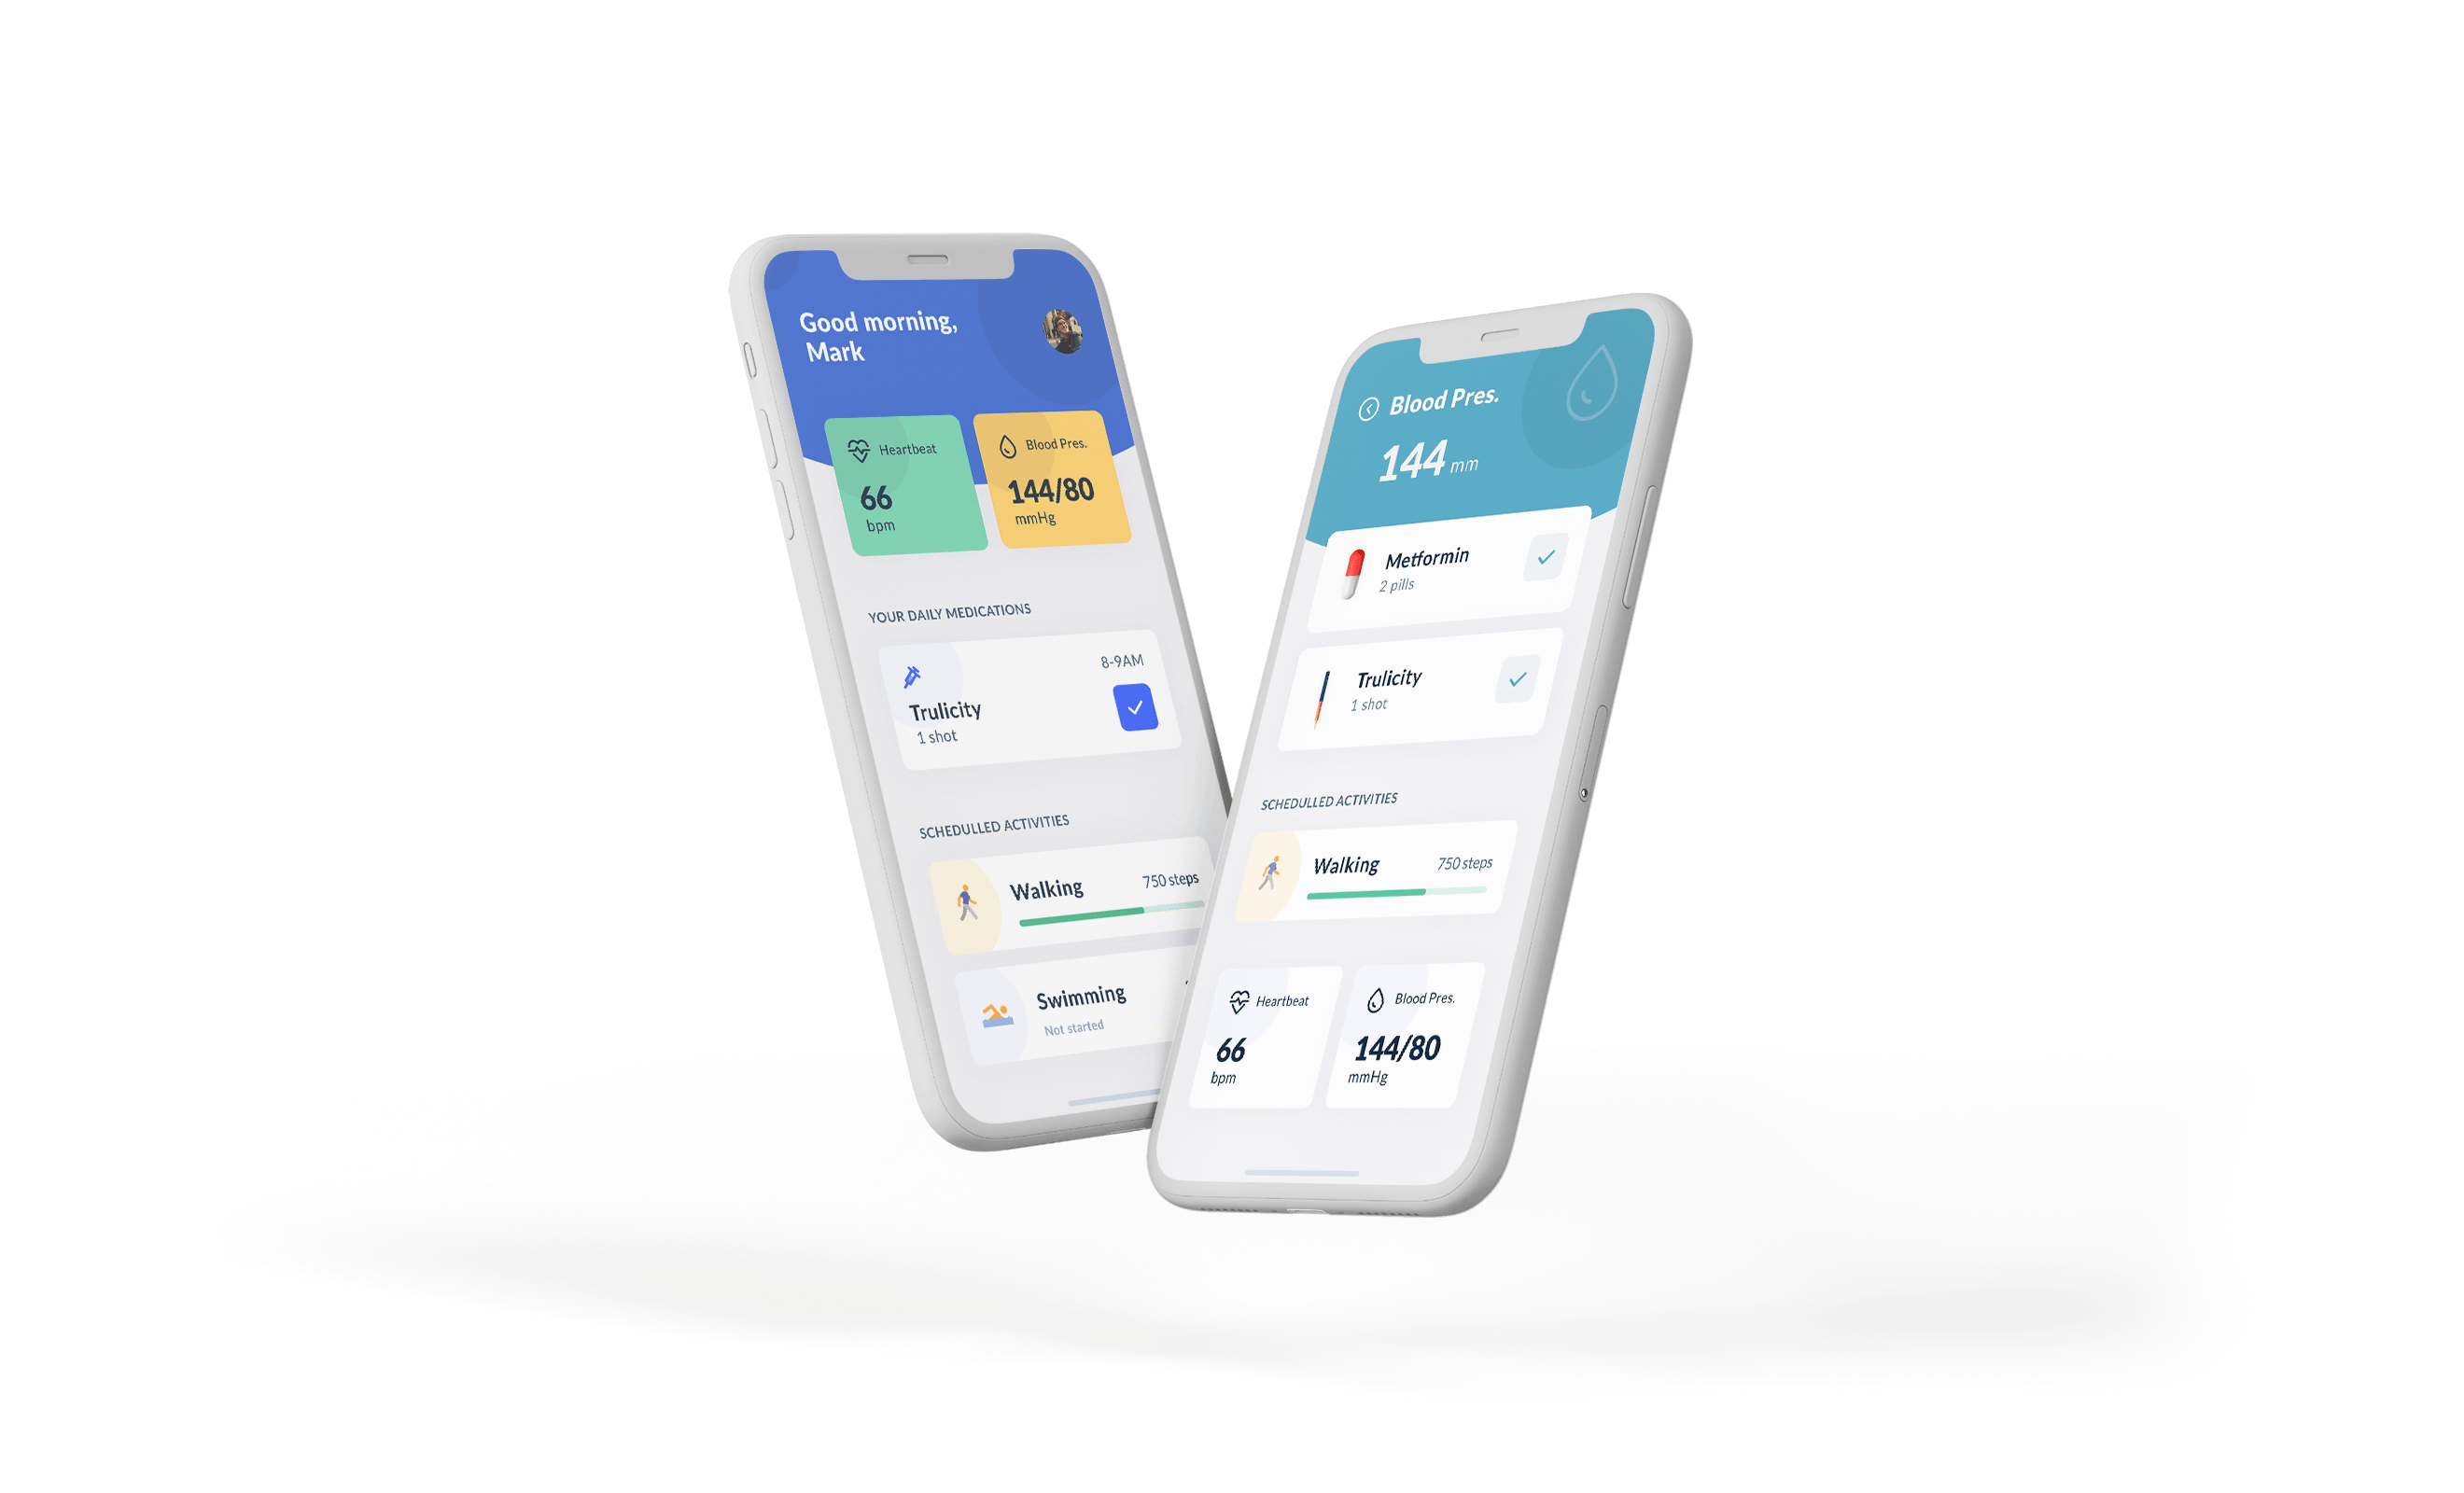 Good morning,
Mark
Heartbeat
66
bpm
Blood Pres.
144/80
mmHg
YOUR DAILY MEDICATIONS
8-9AM
Trulicity
1 shot
SCHEDULLED ACTIVITIES
Walking
750 steps
Swimming
Not started
Blood Pres.
144 mm
Metformin
2 pills
Trulicity
1 shot
SCHEDULLED ACTIVITIES
Walking
750 steps
Heartbeat
66
bpm
Blood Pres.
144/80
mmHg